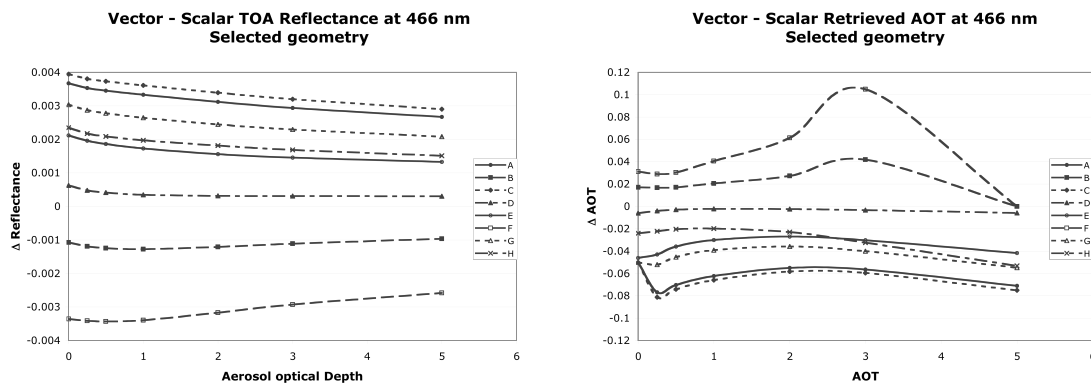 Vector - Scalar TOA Reflectance at 466 nm
Selected geometry
0.004
0.003
0.002
0.001
0
-0.001
-0.002
-0.003
-0.004
Δ Reflectance
0 1 2 3 4 5 6
Aerosol optical Depth
A
B
C
D
E
F
G
H
Vector - Scalar Retrieved AOT at 466 nm
Selected geometry
0.12
0.1
0.08
0.06
0.04
0.02
0
-0.02
-0.04
-0.06
-0.08
-0.1
-0.12
Δ AOT
0 1 2 3 4 5
AOT
A
B
C
D
E
F
G
H